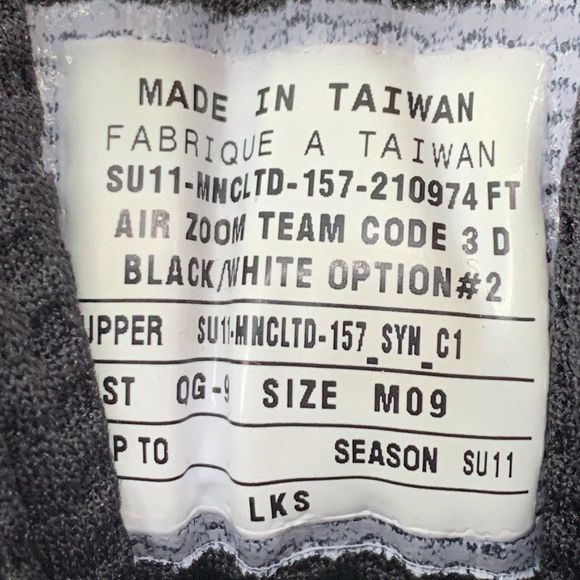 MADE IN TAIWAN
FABRIQUE A TAIWAN
SU11-MNCLTD-157-210974 FT
AIR ZOOM TEAM CODE 3 D
BLACK/WHITE OPTION#2
UPPER SU11-MNCLTD-157_SYN_C1
ST QG-9 SIZE M09
P TO SEASON SU11
LKS